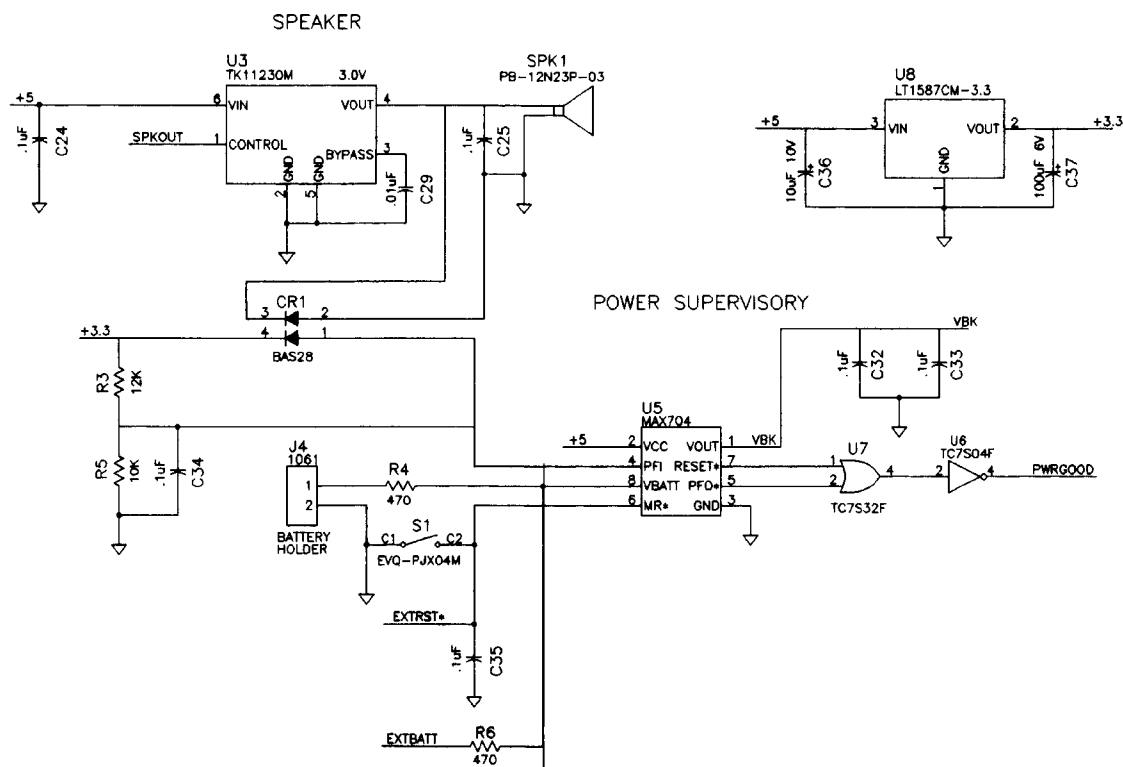 SPEAKER
U3
TK11230M 3.0V
+5
6 VIN VOUT 4
SPKOUT
1 CONTROL
BYPASS 3
GND
GND
2
5
.1uF C24
.01uF C29
.1uF C25
SPK1
PB-12N23P-03
U8
LT1587CM-3.3
+5
3 VIN VOUT 2
+3.3
GND
1
10uF 10V C36
100uF 6V C37
CR1
3 2
+3.3
4 1
BAS28
R3 12K
R5 10K
.1uF C34
POWER SUPERVISORY
VBK
.1uF C32
.1uF C33
U5
MAX704
+5
2 VCC VOUT 1 VBK
4 PFI RESET* 7
8 VBATT PFO* 5
6 MR* GND 3
U7
1
2
4
TC7S32F
U6
TC7S04F
2 4
PWRGOOD
J4
1061
1
2
BATTERY
HOLDER
R4
470
S1
C1 C2
EVQ-PJX04M
EXTRST*
.1uF C35
EXTBATT
R6
470